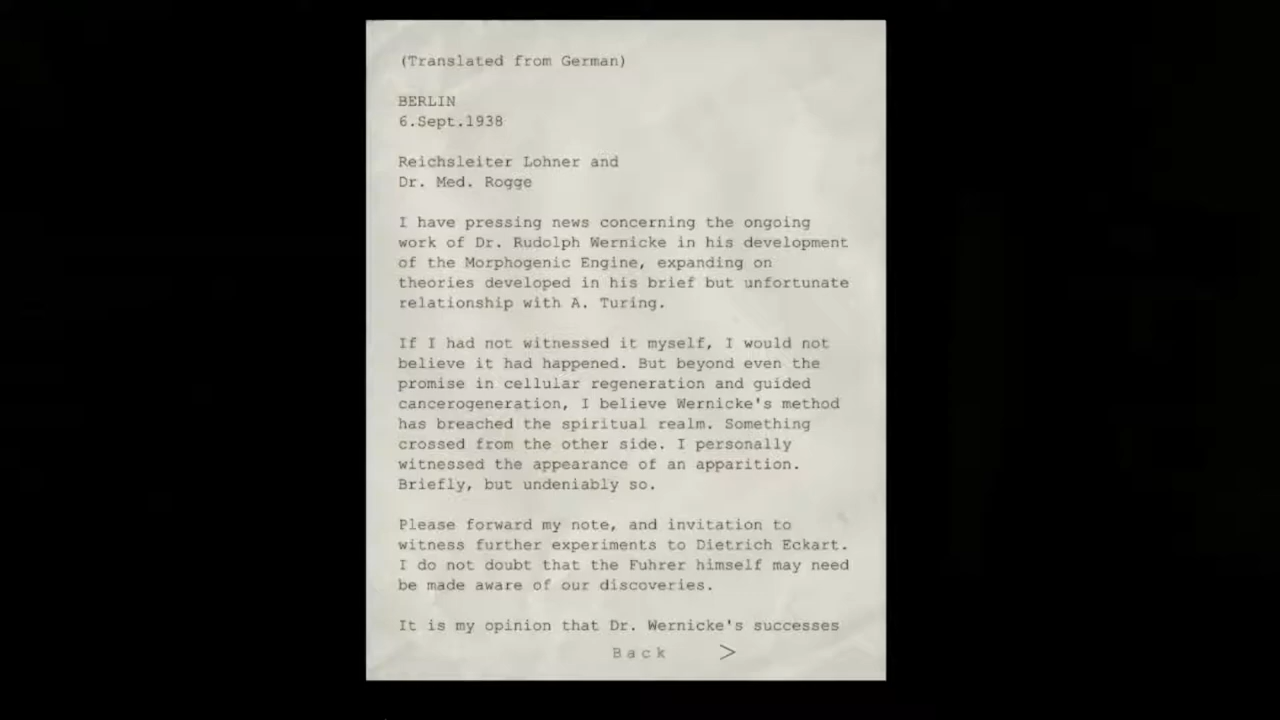 (Translated from German)
BERLIN
6.Sept.1938
Reichsleiter Lohner and
Dr. Med. Rogge
I have pressing news concerning the ongoing
work of Dr. Rudolph Wernicke in his development
of the Morphogenic Engine, expanding on
theories developed in his brief but unfortunate
relationship with A. Turing.
If I had not witnessed it myself, I would not
believe it had happened. But beyond even the
promise in cellular regeneration and guided
cancerogeneration, I believe Wernicke's method
has breached the spiritual realm. Something
crossed from the other side. I personally
witnessed the appearance of an apparition.
Briefly, but undeniably so.
Please forward my note, and invitation to
witness further experiments to Dietrich Eckart.
I do not doubt that the Fuhrer himself may need
be made aware of our discoveries.
It is my opinion that Dr. Wernicke's successes
Back >